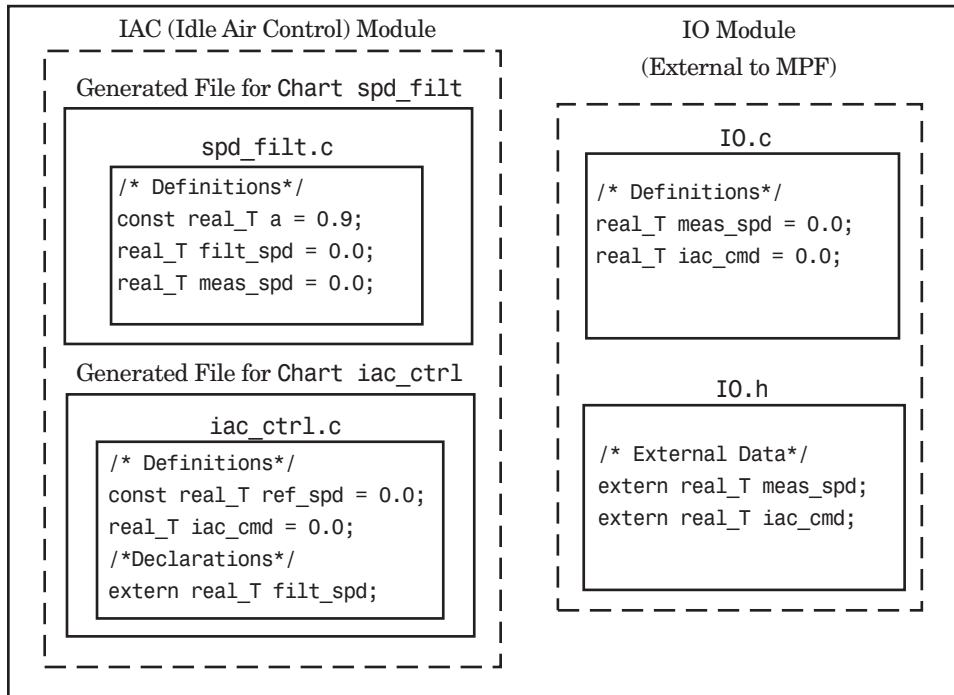 IAC (Idle Air Control) Module
Generated File for Chart spd_filt
spd_filt.c
/* Definitions*/
const real_T a = 0.9;
real_T filt_spd = 0.0;
real_T meas_spd = 0.0;
Generated File for Chart iac_ctrl
iac_ctrl.c
/* Definitions*/
const real_T ref_spd = 0.0;
real_T iac_cmd = 0.0;
/*Declarations*/
extern real_T filt_spd;
IO Module
(External to MPF)
IO.c
/* Definitions*/
real_T meas_spd = 0.0;
real_T iac_cmd = 0.0;
IO.h
/* External Data*/
extern real_T meas_spd;
extern real_T iac_cmd;